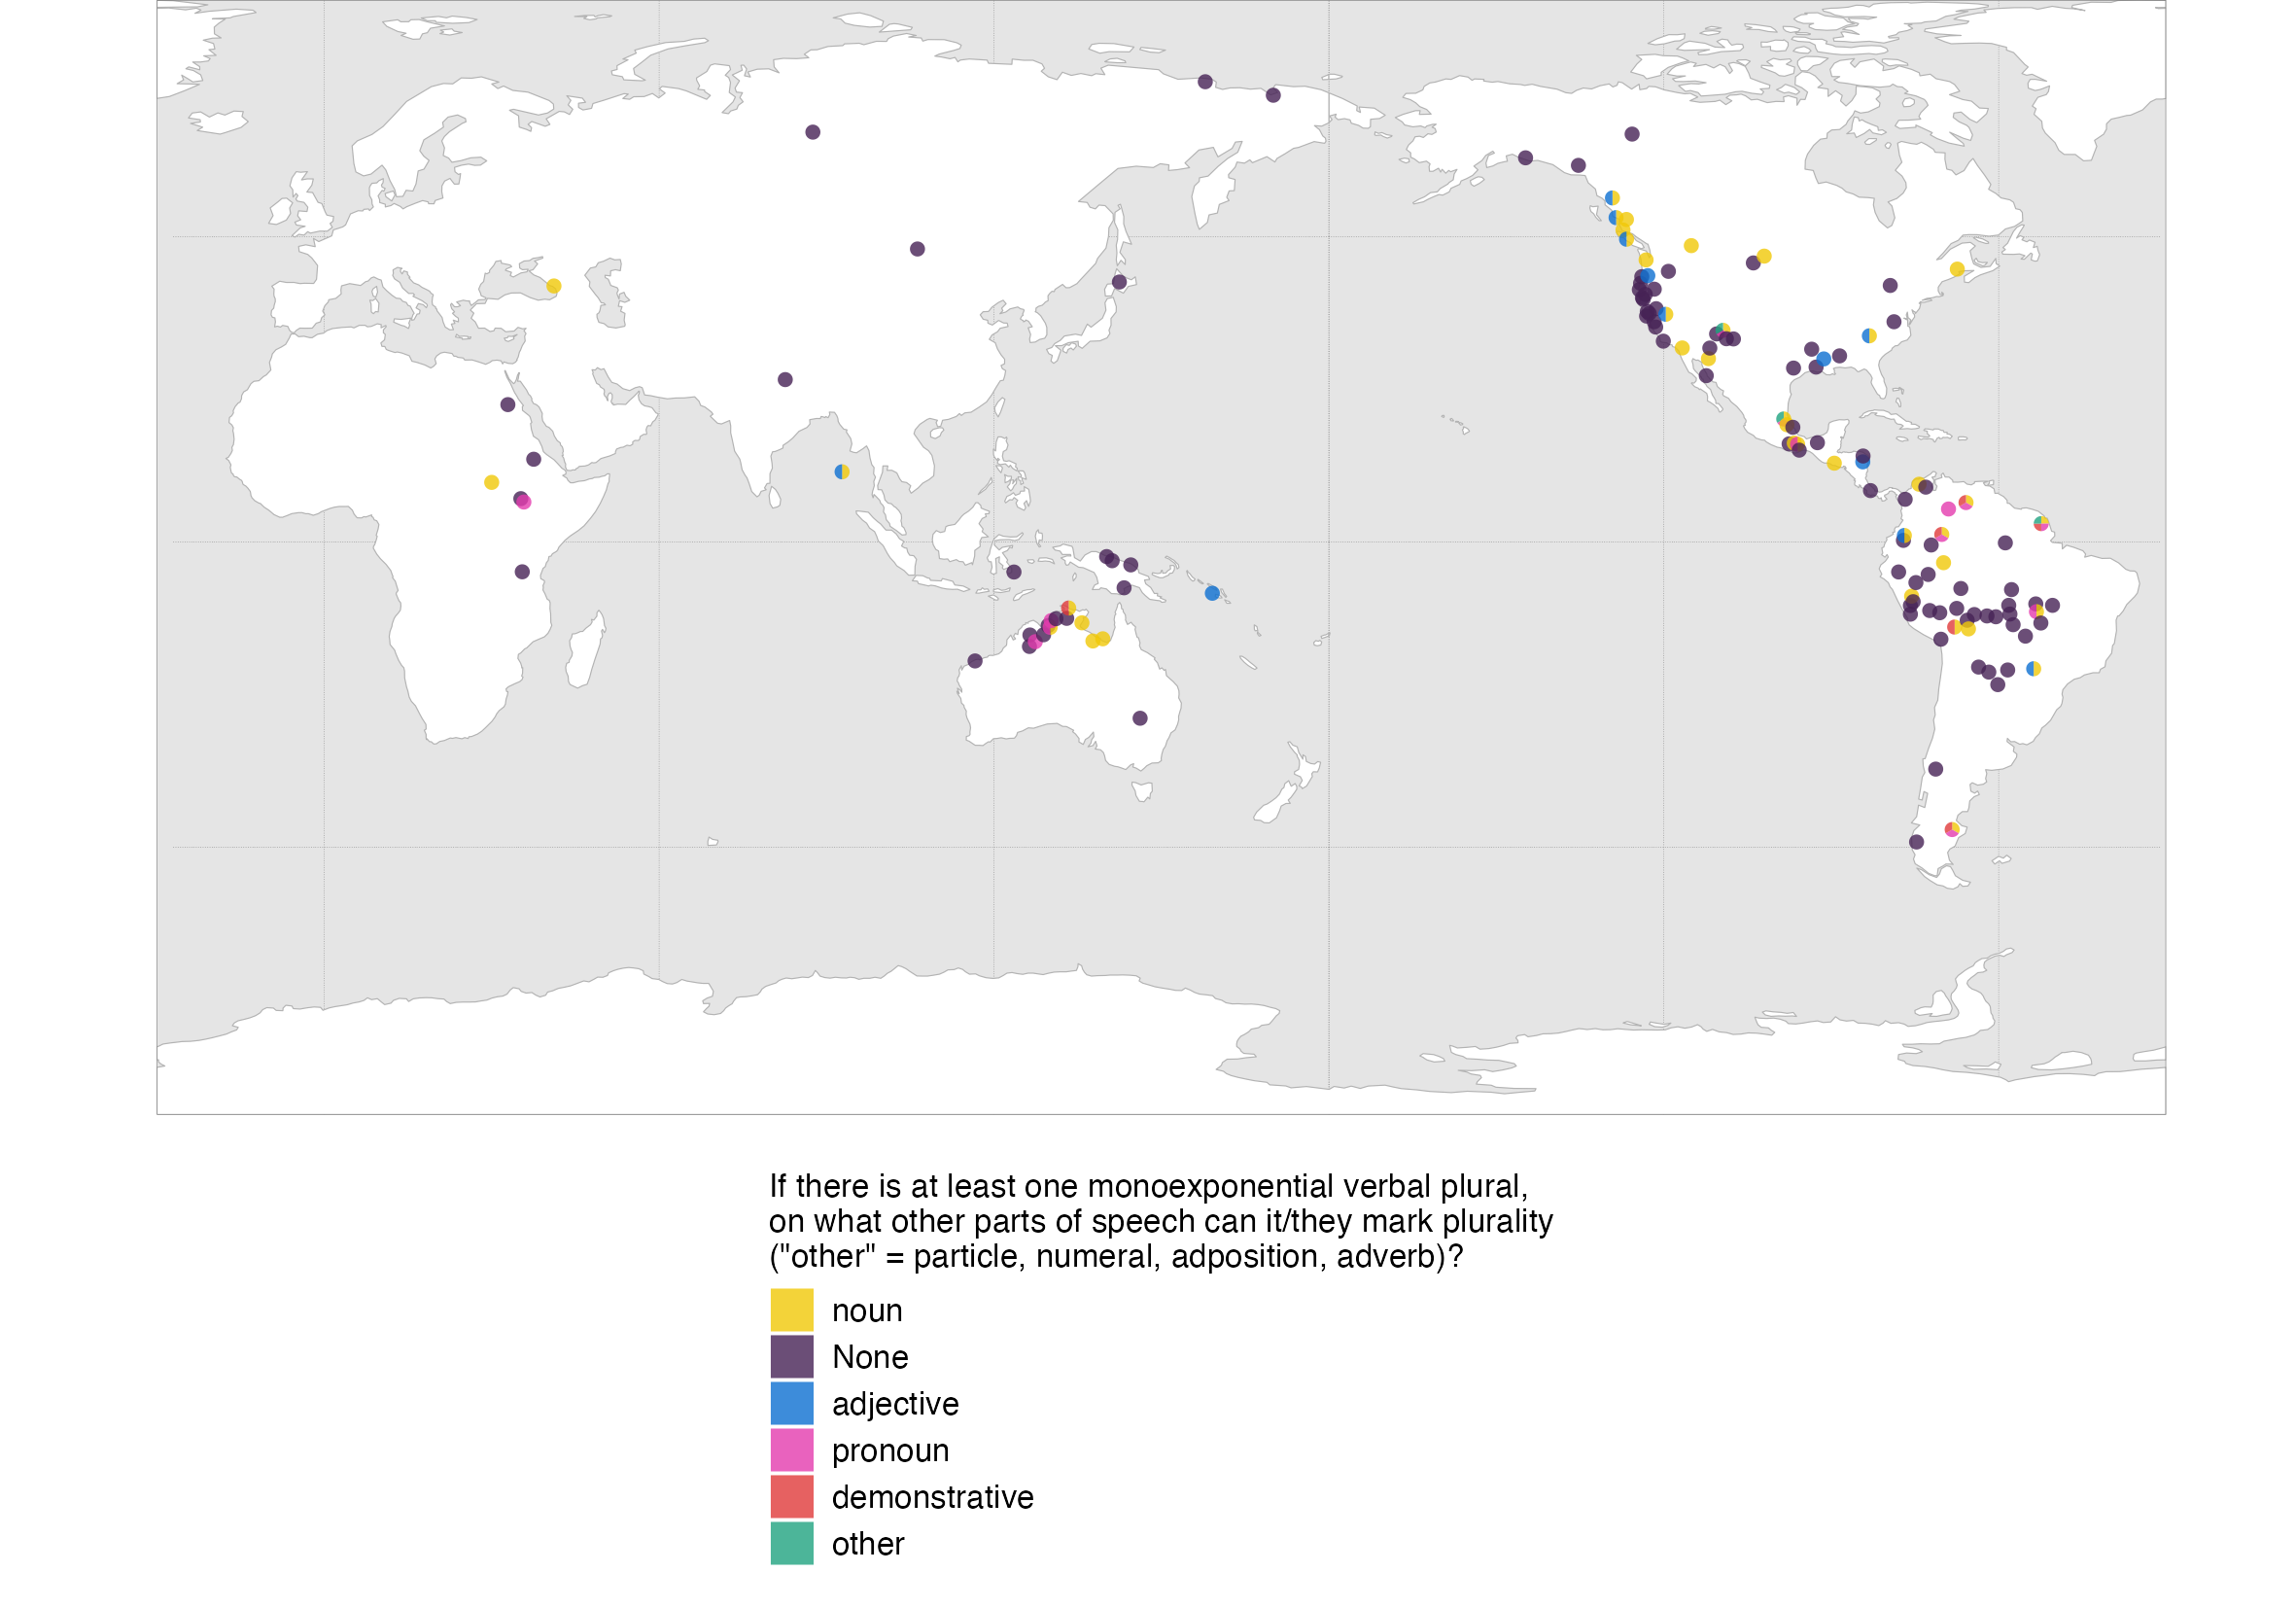 If there is at least one monoexponential verbal plural,
on what other parts of speech can it/they mark plurality
("other" = particle, numeral, adposition, adverb)?
noun
None
adjective
pronoun
demonstrative
other